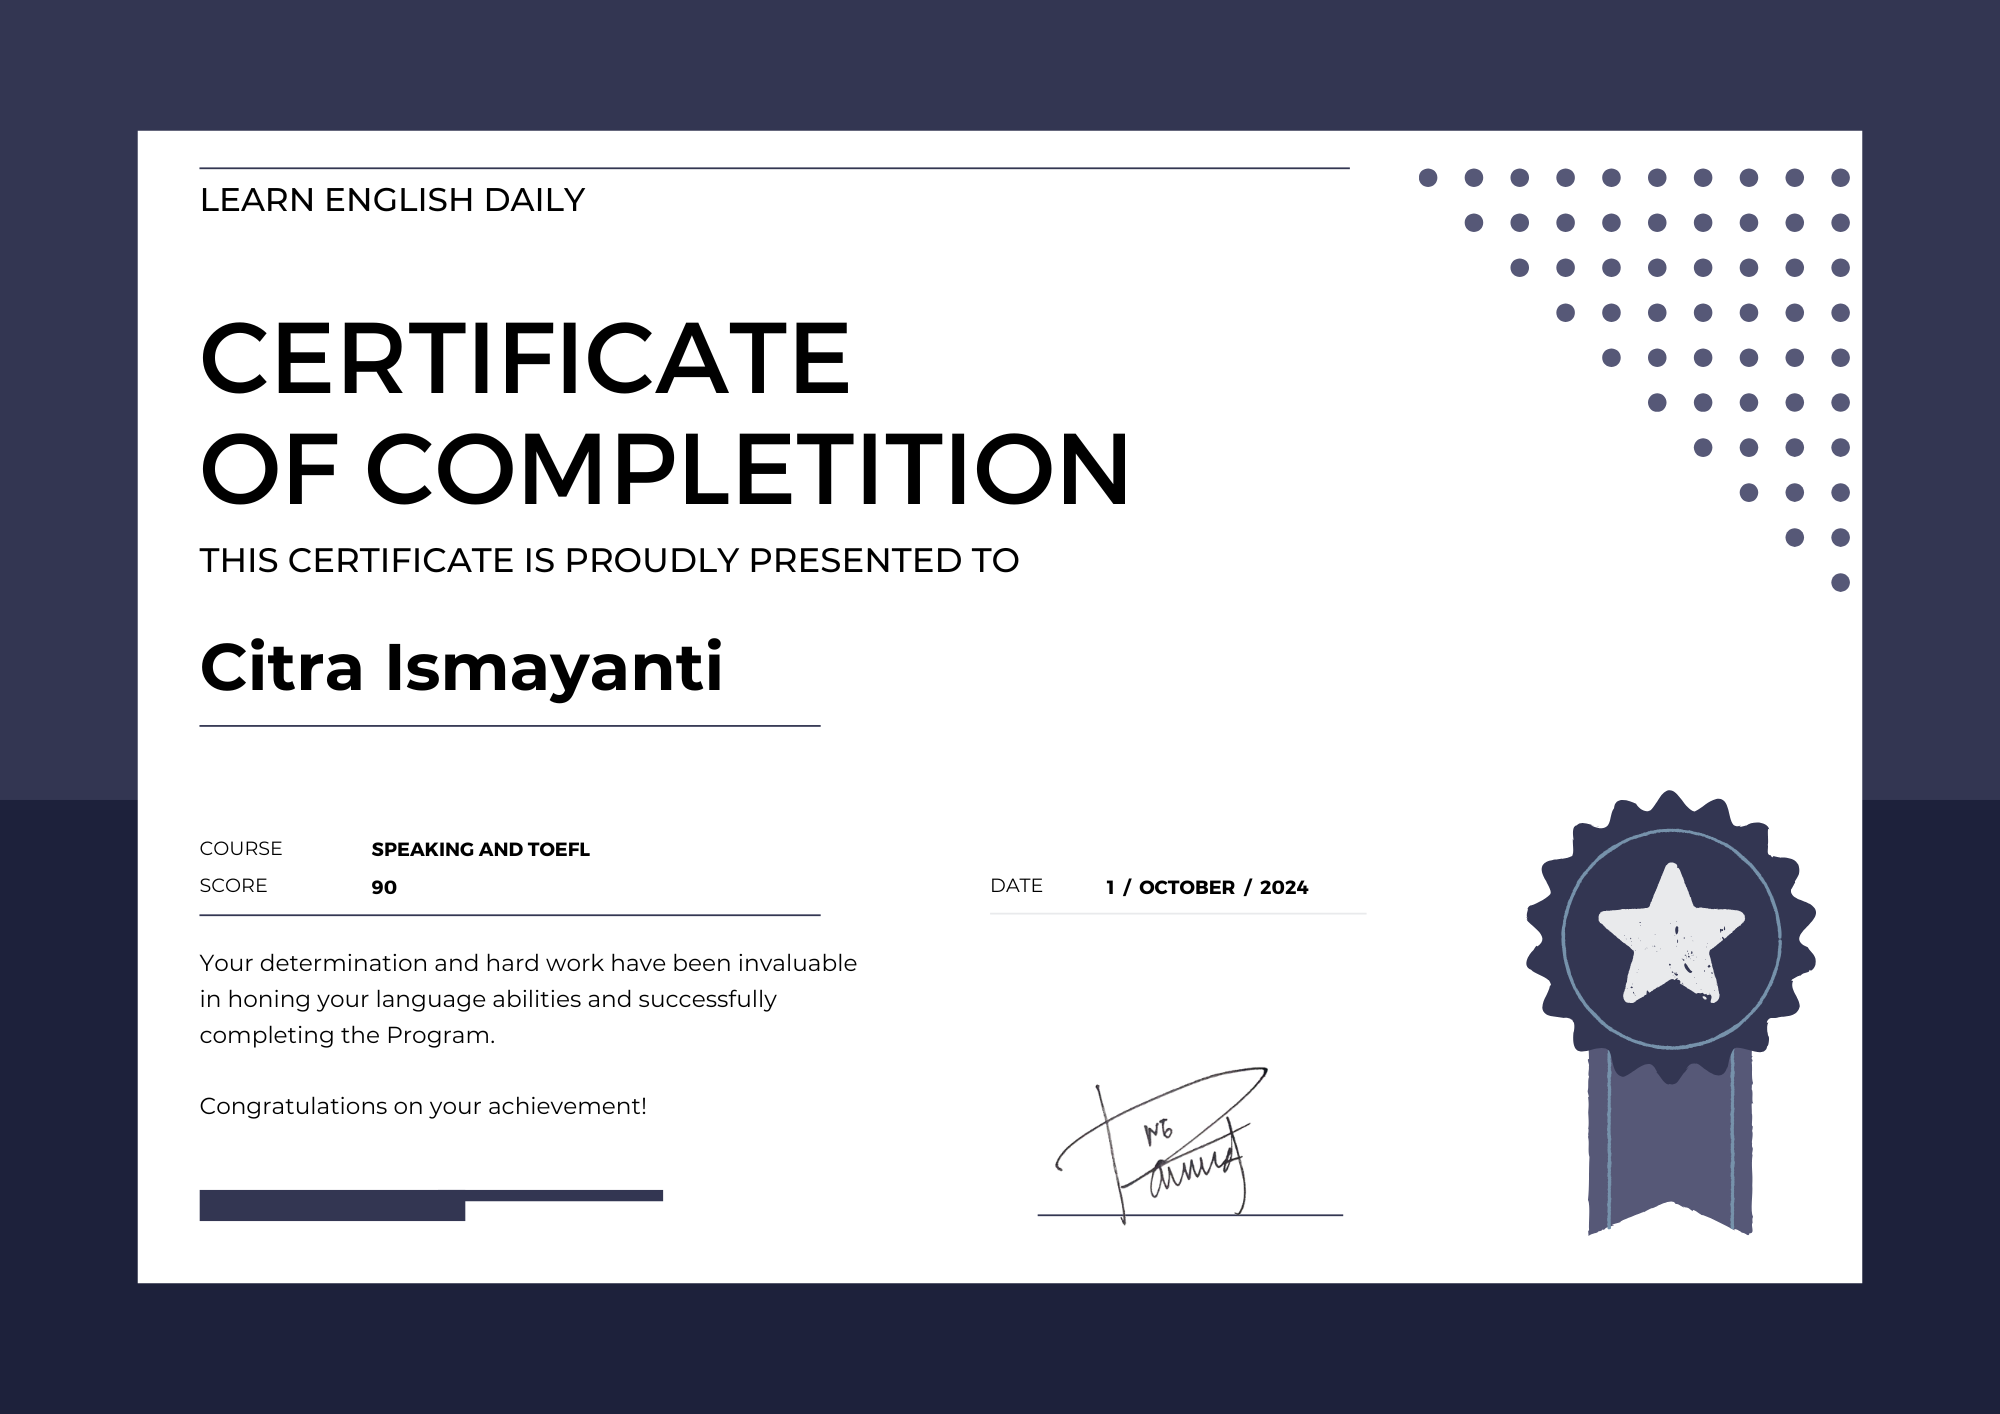 LEARN ENGLISH DAILY
CERTIFICATE
OF COMPLETITION
THIS CERTIFICATE IS PROUDLY PRESENTED TO
Citra Ismayanti
COURSE SPEAKING AND TOEFL
SCORE 90
DATE 1 / OCTOBER / 2024
Your determination and hard work have been invaluable
in honing your language abilities and successfully
completing the Program.
Congratulations on your achievement!